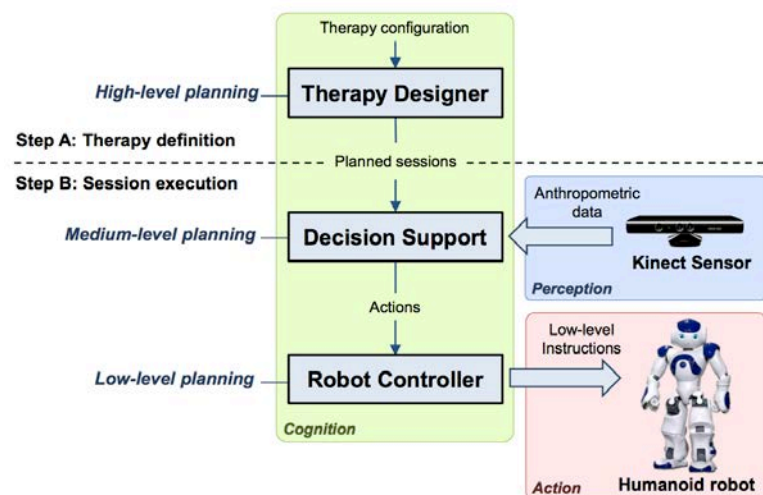 Therapy configuration
High-level planning
Therapy Designer
Step A: Therapy definition
Planned sessions
Step B: Session execution
Anthropometric
data
Medium-level planning
Decision Support
Kinect Sensor
Perception
Actions
Low-level
Instructions
Low-level planning
Robot Controller
Cognition
Action
Humanoid robot